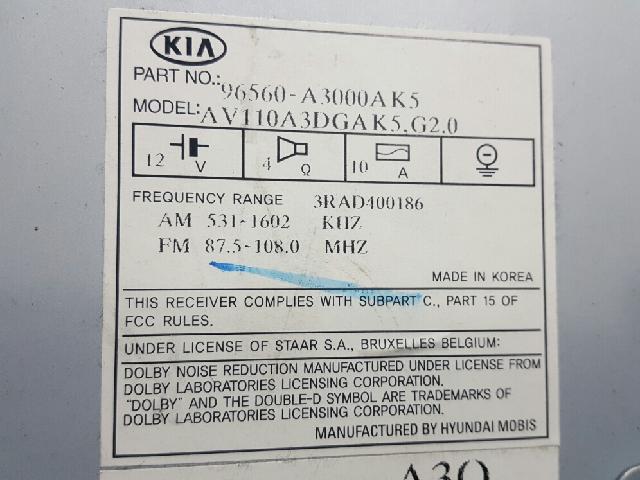 KIA
PART NO.: 96560-A3000AK5
MODEL: AV110A3DGAK5.G2.0
12 V 4 Ω 10 A
FREQUENCY RANGE 3RAD400186
AM 531-1602 KHZ
FM 87.5-108.0 MHZ
MADE IN KOREA
THIS RECEIVER COMPLIES WITH SUBPART C., PART 15 OF
FCC RULES.
UNDER LICENSE OF STAAR S.A., BRUXELLES BELGIUM:
DOLBY NOISE REDUCTION MANUFACTURED UNDER LICENSE FROM
DOLBY LABORATORIES LICENSING CORPORATION.
"DOLBY" AND THE DOUBLE-D SYMBOL ARE TRADEMARKS OF
DOLBY LABORATORIES LICENSING CORPORATION.
MANUFACTURED BY HYUNDAI MOBIS